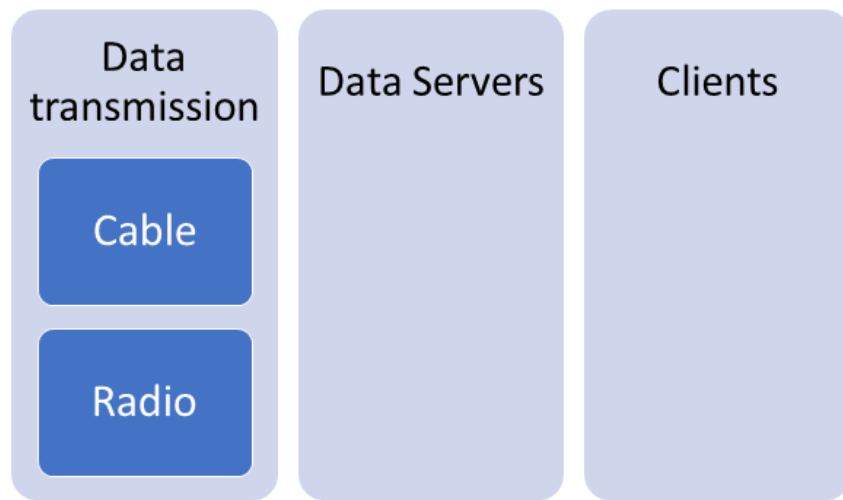 Data
transmission
Cable
Radio
Data Servers
Clients